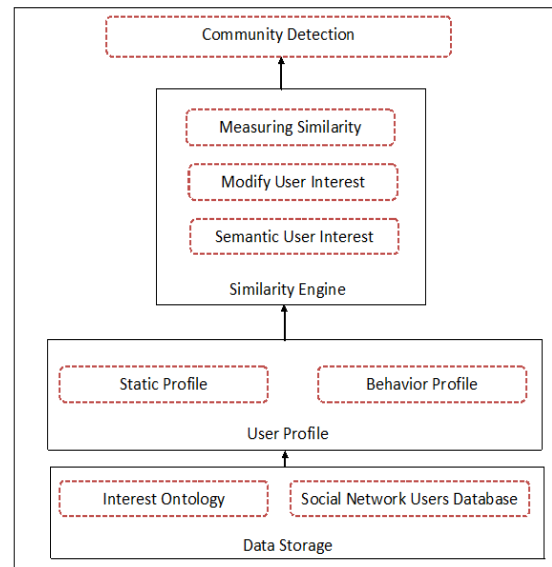 Community Detection
Measuring Similarity
Modify User Interest
Semantic User Interest
Similarity Engine
Static Profile
Behavior Profile
User Profile
Interest Ontology
Social Network Users Database
Data Storage